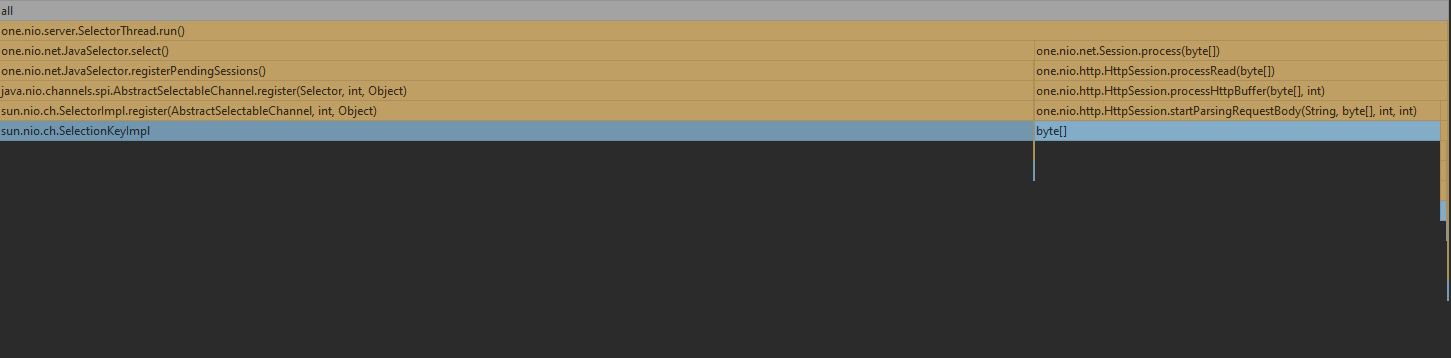 all
one.nio.server.SelectorThread.run()
one.nio.net.JavaSelector.select()
one.nio.net.Session.process(byte[])
one.nio.net.JavaSelector.registerPendingSessions()
one.nio.http.HttpSession.processRead(byte[])
java.nio.channels.spi.AbstractSelectableChannel.register(Selector, int, Object)
one.nio.http.HttpSession.processHttpBuffer(byte[], int)
sun.nio.ch.SelectorImpl.register(AbstractSelectableChannel, int, Object)
one.nio.http.HttpSession.startParsingRequestBody(String, byte[], int, int)
sun.nio.ch.SelectionKeyImpl
byte[]